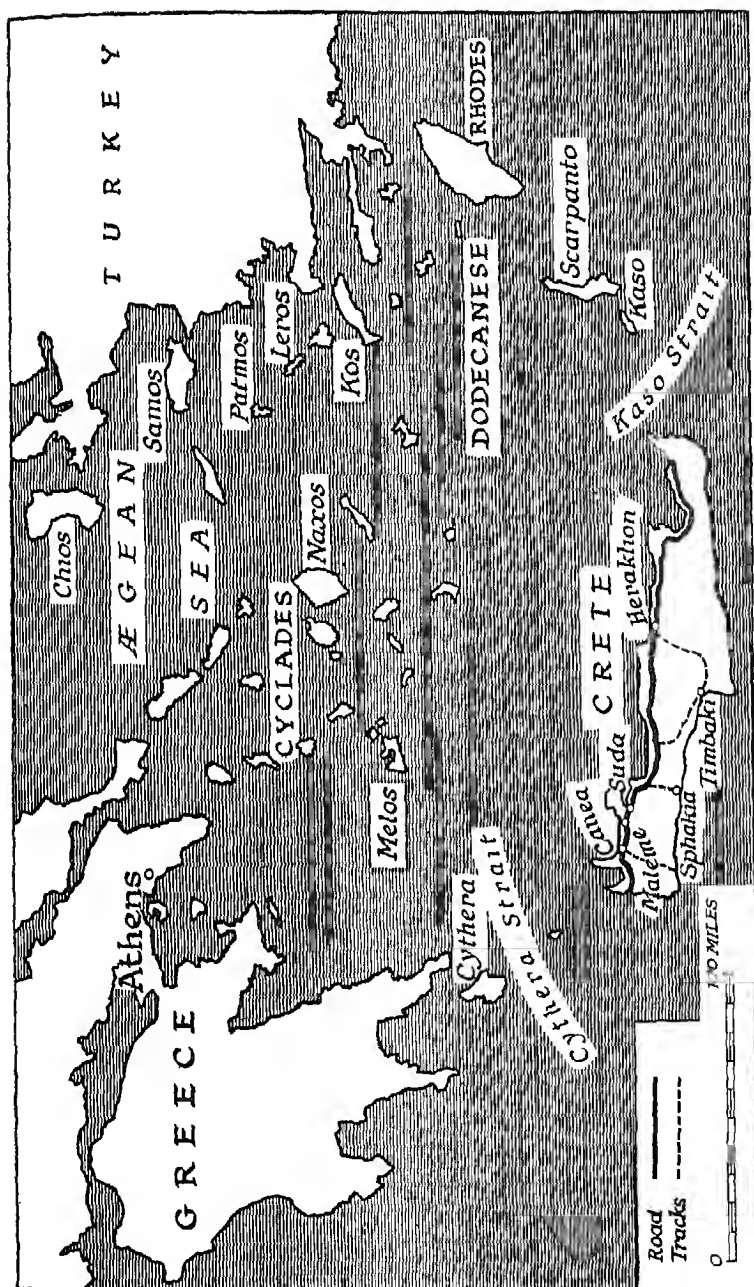 TURKEY
GREECE
Athens
Chios
ÆGEAN
SEA
Samos
Patmos
Leros
CYCLADES
Naxos
Kos
Melos
RHODES
DODECANESE
Cythera
Cythera Strait
Scarpanto
Kaso
Kaso Strait
CRETE
Canea
Suda
Heraklion
Maleme
Sphakia
Timbaki
Road
Tracks
0 MILES